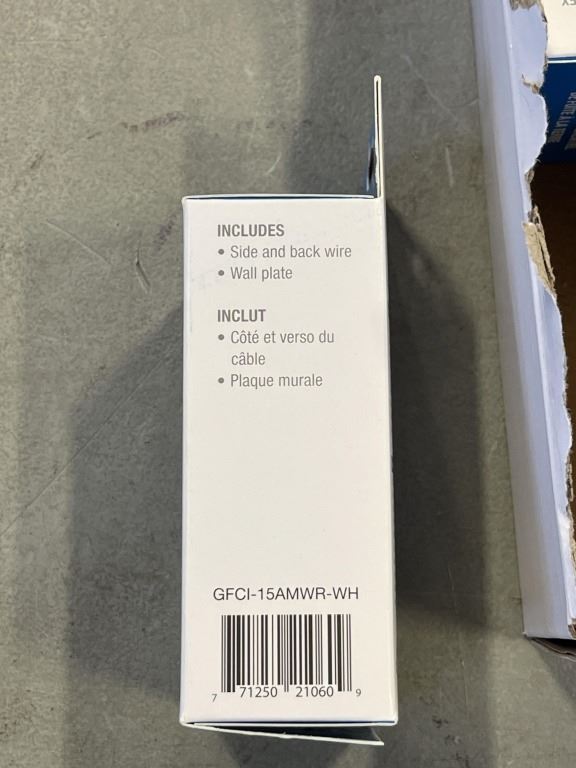 INCLUDES
• Side and back wire
• Wall plate
INCLUT
• Côté et verso du
câble
• Plaque murale
GFCI-15AMWR-WH
7 71250 21060 9